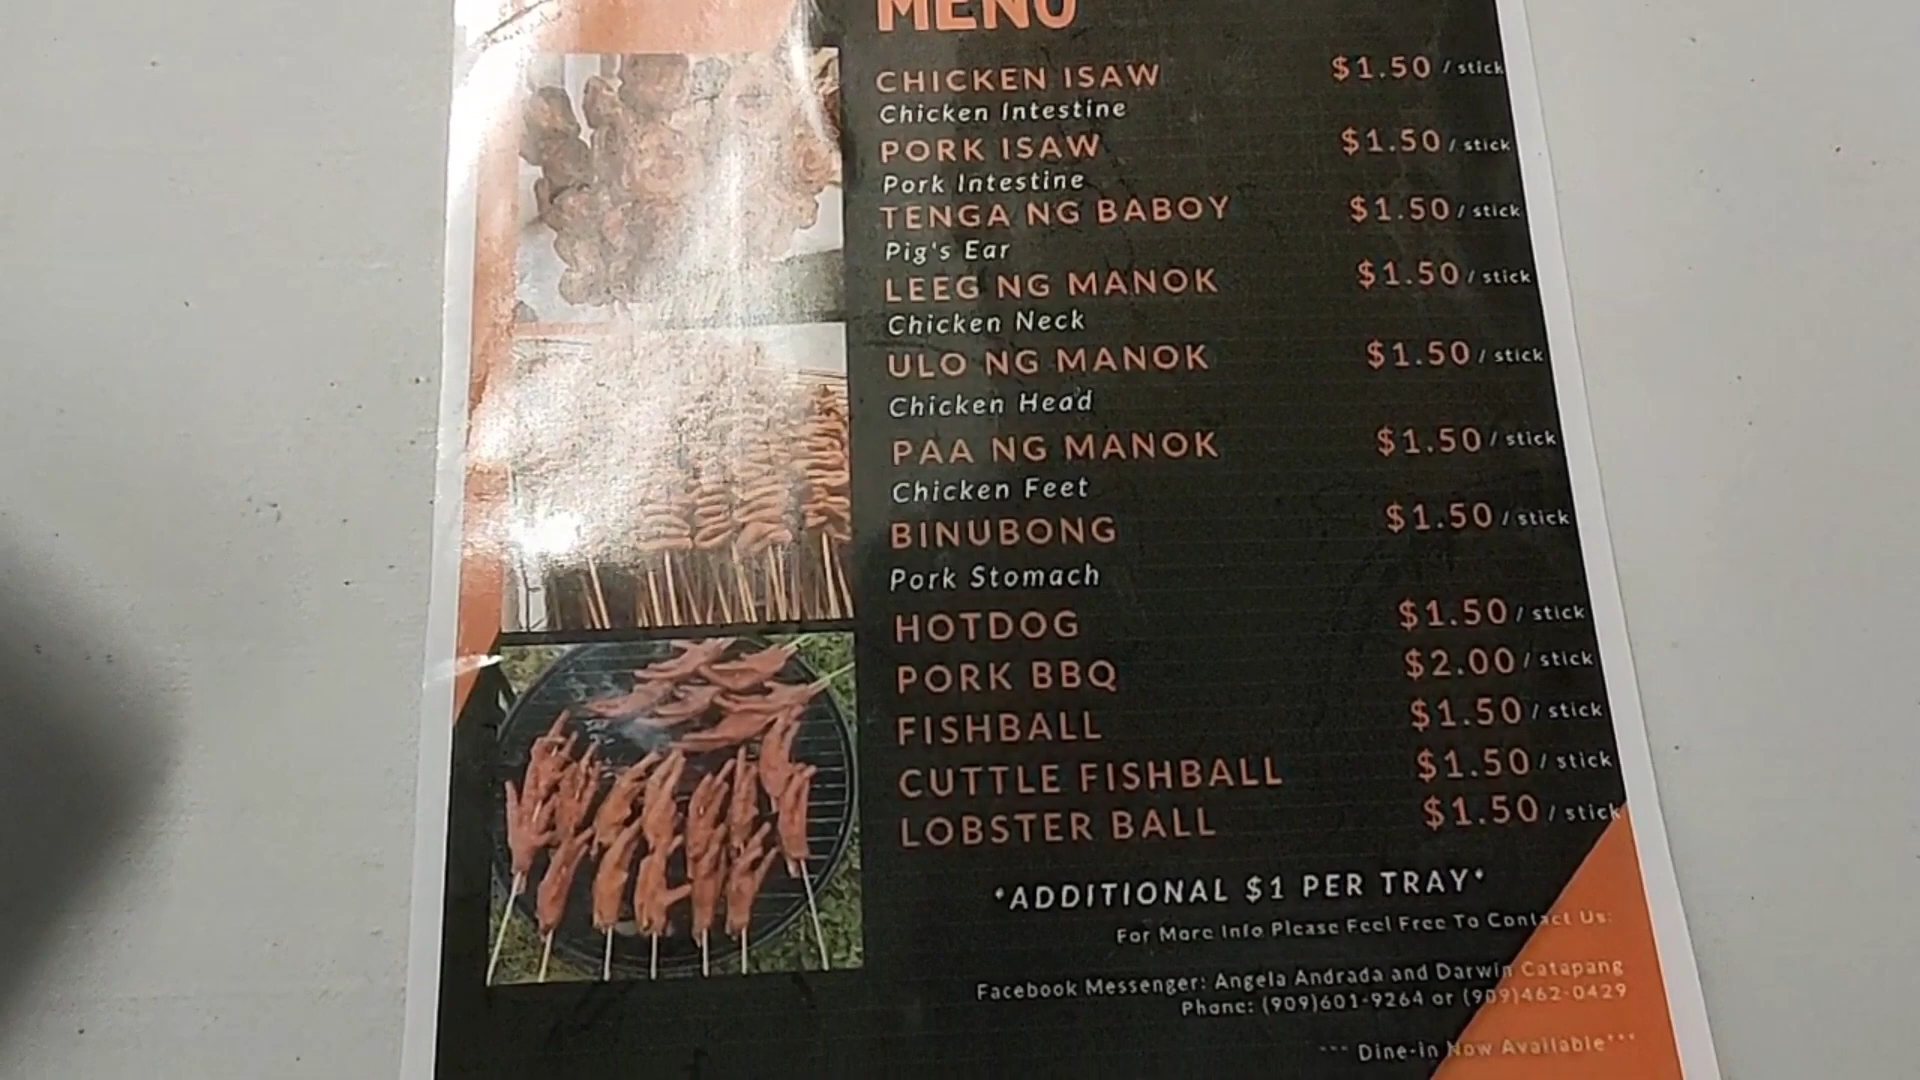 MENU
CHICKEN ISAW $1.50 / stick
Chicken Intestine
PORK ISAW $1.50 / stick
Pork Intestine
TENGA NG BABOY $1.50 / stick
Pig's Ear
LEEG NG MANOK $1.50 / stick
Chicken Neck
ULO NG MANOK $1.50 / stick
Chicken Head
PAA NG MANOK $1.50 / stick
Chicken Feet
BINUBONG $1.50 / stick
Pork Stomach
HOTDOG $1.50 / stick
PORK BBQ $2.00 / stick
FISHBALL $1.50 / stick
CUTTLE FISHBALL $1.50 / stick
LOBSTER BALL $1.50 / stick
*ADDITIONAL $1 PER TRAY*
For More Info Please Feel Free To Contact Us:
Facebook Messenger: Angela Andrada and Darwin Catapang
Phone: (909)601-9264 or (909)462-0429
*** Dine-in Now Available***